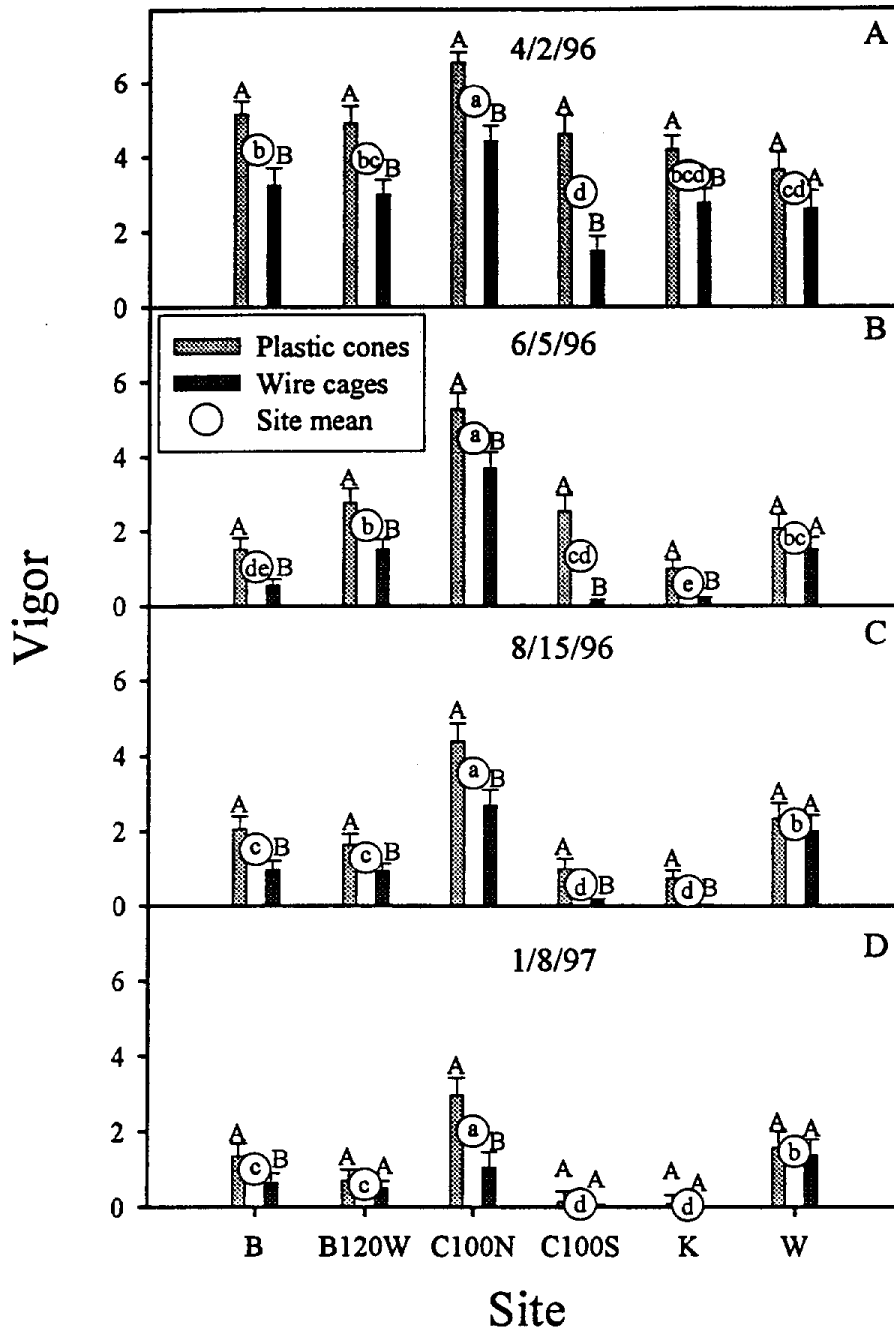 A
4/2/96
A
A
A
A
A
A
b B
bc B
a B
d B
bcd B
cd A
6
4
2
0
B
6/5/96
Plastic cones
Wire cages
Site mean
A
A
A
A
A
A
de B
b B
a B
cd B
e B
bc A
6
4
2
0
C
8/15/96
A
A
A
A
A
A
c B
c B
a B
d B
d B
b A
6
4
2
0
D
1/8/97
A
A
A
A
A
A
c B
c A
a B
d A
d A
b A
6
4
2
0
Vigor
B B120W C100N C100S K W
Site